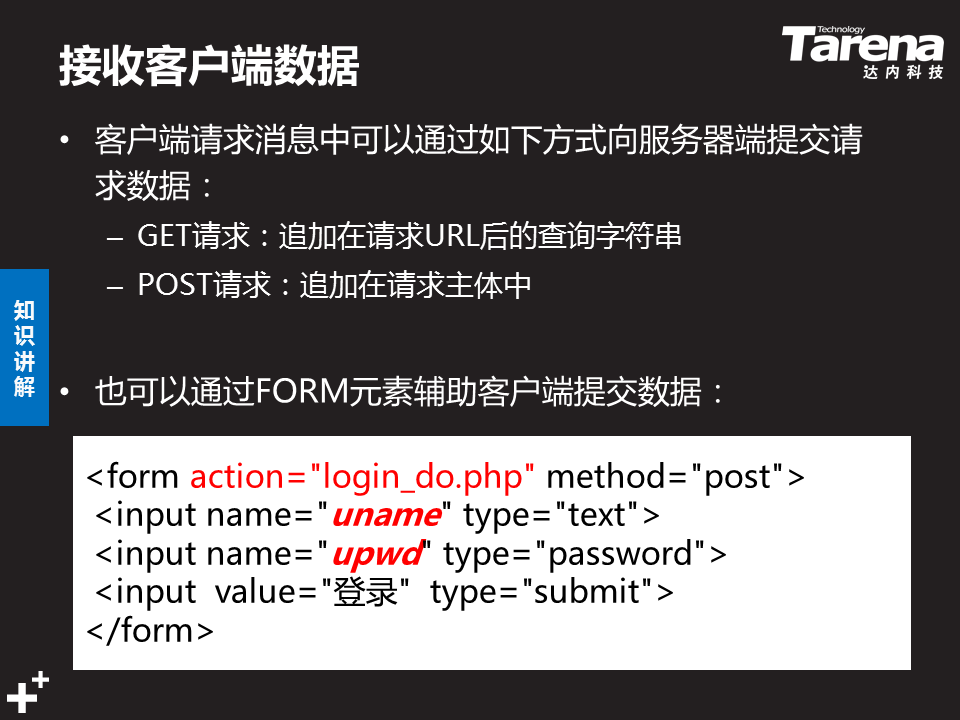 接收客户端数据
Technology
Tarena
达内科技
• 客户端请求消息中可以通过如下方式向服务器端提交请
求数据：
– GET请求：追加在请求URL后的查询字符串
– POST请求：追加在请求主体中
知识讲解
• 也可以通过FORM元素辅助客户端提交数据：
<form action="login_do.php" method="post">
<input name="uname" type="text">
<input name="upwd" type="password">
<input  value="登录"  type="submit">
</form>